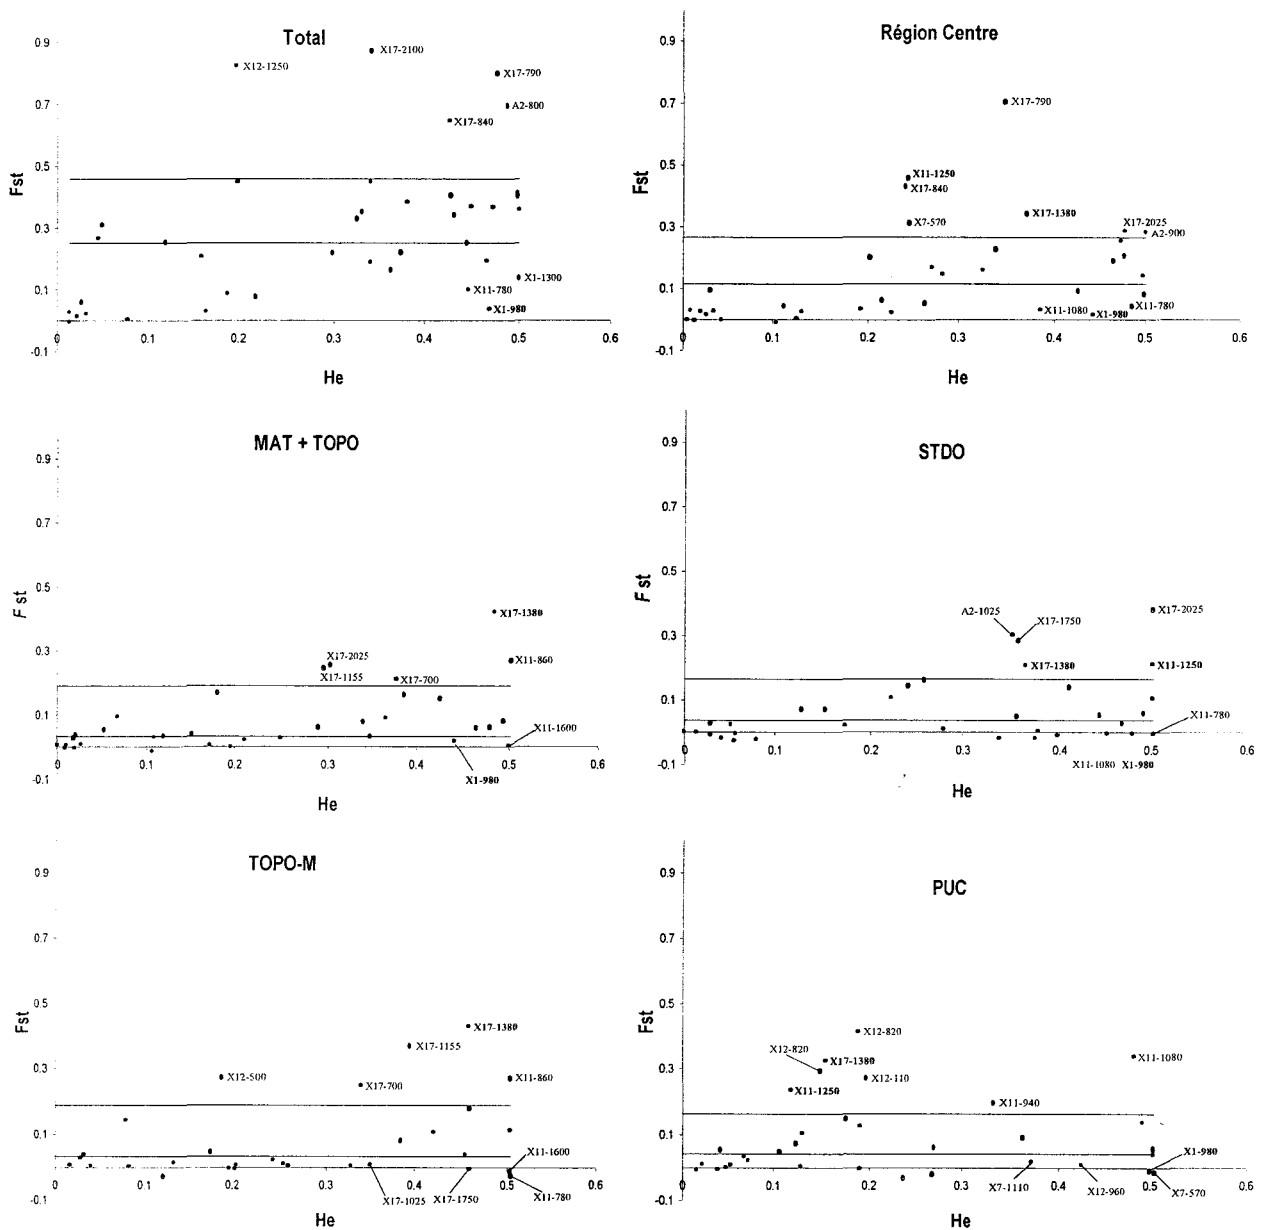 Total
Fst
0.9
0.7
0.5
0.3
0.1
-0.1
X12-1250
X17-2100
X17-790
A2-800
X17-840
X1-1300
X11-780
X1-980
0
0.1
0.2
0.3
0.4
0.5
0.6
He
Région Centre
Fst
0.9
0.7
0.5
0.3
0.1
-0.1
X17-790
X11-1250
X17-840
X7-570
X17-1380
X17-2025
A2-900
X11-1080
X1-980
X11-780
0
0.1
0.2
0.3
0.4
0.5
0.6
He
MAT + TOPO
F st
0.9
0.7
0.5
0.3
0.1
-0.1
X17-1380
X17-2025
X17-1155
X17-700
X11-860
X11-1600
X1-980
0
0.1
0.2
0.3
0.4
0.5
0.6
He
STDO
F st
0.9
0.7
0.5
0.3
0.1
-0.1
A2-1025
X17-1750
X17-2025
X17-1380
X11-1250
X11-780
X11-1080
X1-980
0
0.1
0.2
0.3
0.4
0.5
0.6
He
TOPO-M
Fst
0.9
0.7
0.5
0.3
0.1
-0.1
X17-1380
X17-1155
X12-500
X17-700
X11-860
X11-1600
X17-1025
X17-1750
X11-780
0
0.1
0.2
0.3
0.4
0.5
0.6
He
PUC
Fst
0.9
0.7
0.5
0.3
0.1
-0.1
X12-820
X12-820
X17-1380
X12-110
X11-1250
X11-940
X11-1080
X1-980
X7-1110
X12-960
X7-570
0
0.1
0.2
0.3
0.4
0.5
0.6
He